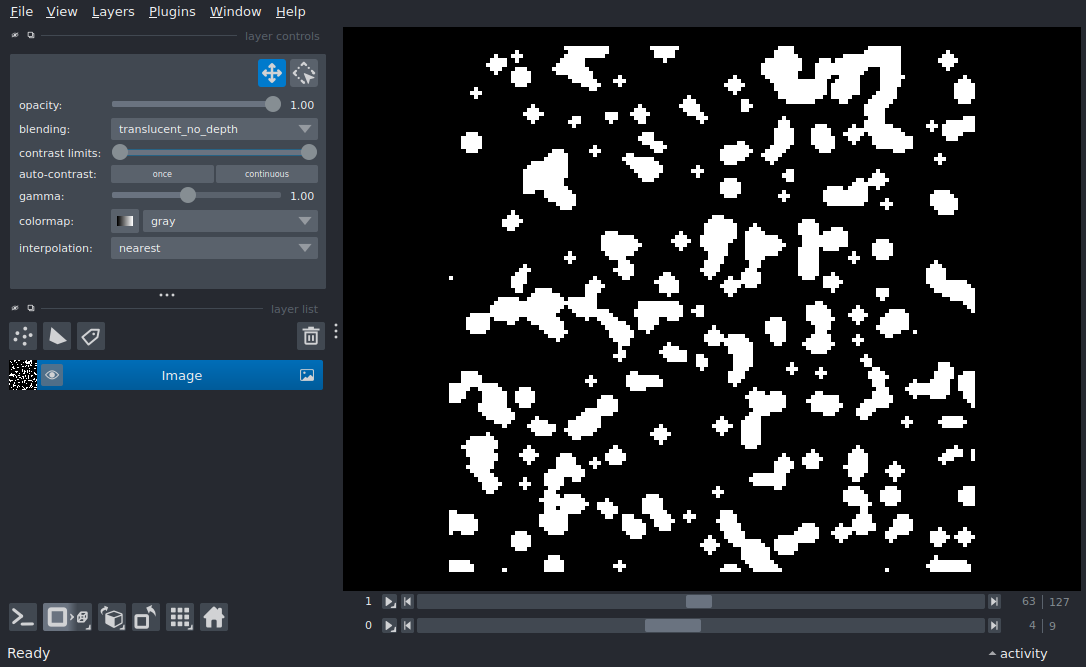 File View Layers Plugins Window Help
layer controls
opacity: 1.00
blending: translucent_no_depth
contrast limits:
auto-contrast: once continuous
gamma: 1.00
colormap: gray
interpolation: nearest
layer list
Image
1 63 127
0 4 9
Ready activity